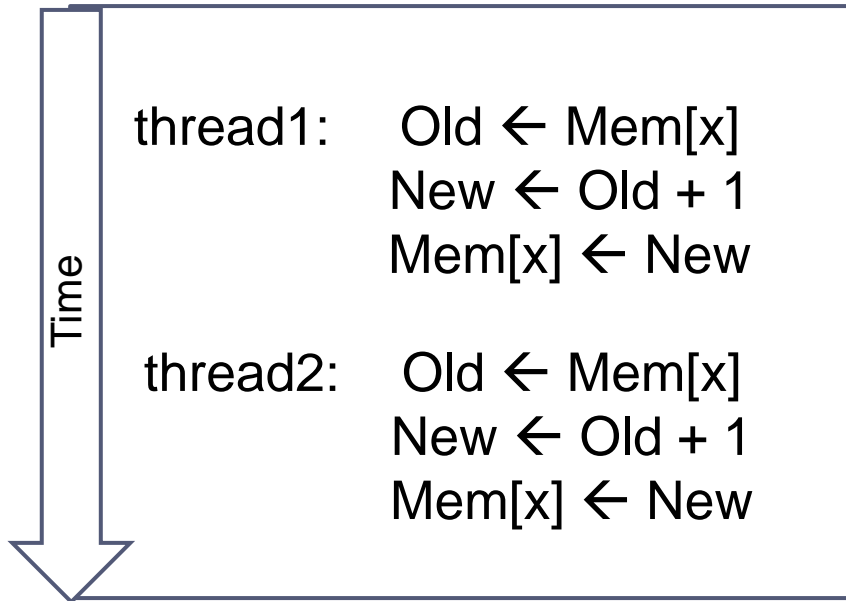 Time
thread1: Old ← Mem[x]
New ← Old + 1
Mem[x] ← New
thread2: Old ← Mem[x]
New ← Old + 1
Mem[x] ← New